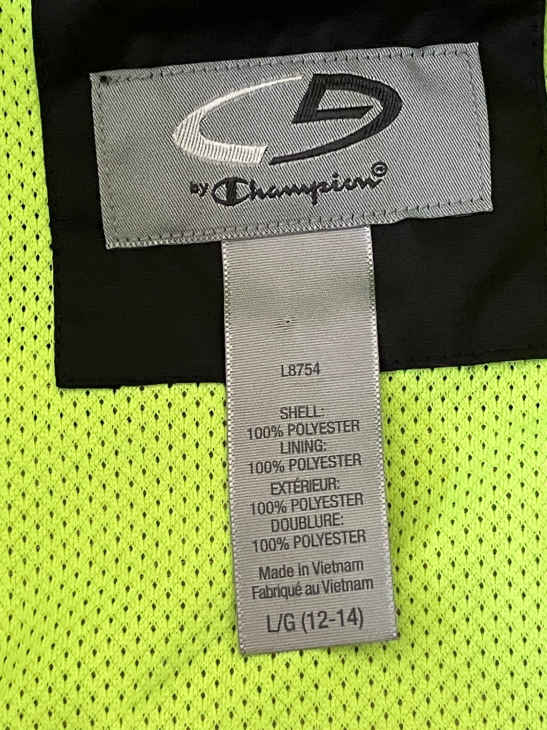 C9
by Champion
L8754
SHELL:
100% POLYESTER
LINING:
100% POLYESTER
EXTÉRIEUR:
100% POLYESTER
DOUBLURE:
100% POLYESTER
Made in Vietnam
Fabriqué au Vietnam
L/G (12-14)